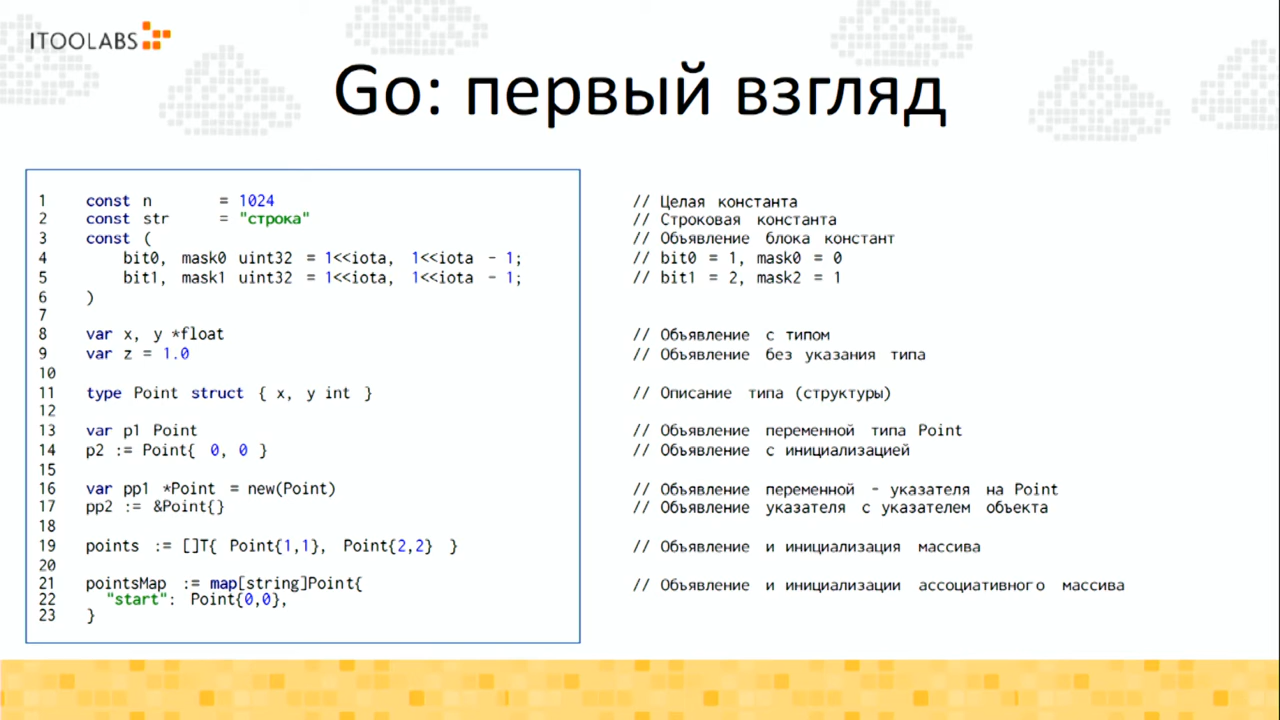 ITOOLABS
Go: первый взгляд
1 const n = 1024 // Целая константа
2 const str = "строка" // Строковая константа
3 const ( // Объявление блока констант
4 bit0, mask0 uint32 = 1<<iota, 1<<iota - 1; // bit0 = 1, mask0 = 0
5 bit1, mask1 uint32 = 1<<iota, 1<<iota - 1; // bit1 = 2, mask2 = 1
6 )
7
8 var x, y *float // Объявление с типом
9 var z = 1.0 // Объявление без указания типа
10
11 type Point struct { x, y int } // Описание типа (структуры)
12
13 var p1 Point // Объявление переменной типа Point
14 p2 := Point{ 0, 0 } // Объявление с инициализацией
15
16 var pp1 *Point = new(Point) // Объявление переменной - указателя на Point
17 pp2 := &Point{} // Объявление указателя с указателем объекта
18
19 points := []T{ Point{1,1}, Point{2,2} } // Объявление и инициализация массива
20
21 pointsMap := map[string]Point{ // Объявление и инициализации ассоциативного массива
22 "start": Point{0,0},
23 }